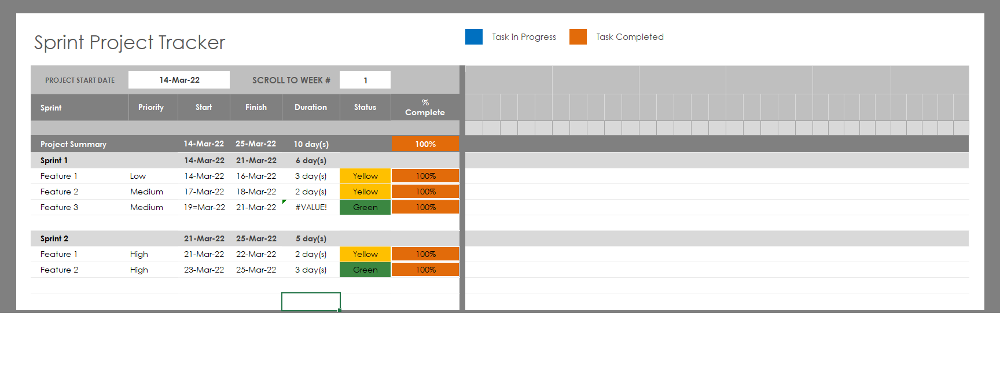 Sprint Project Tracker
Task in Progress Task Completed
PROJECT START DATE 14-Mar-22 SCROLL TO WEEK # 1
Sprint Priority Start Finish Duration Status % Complete
Project Summary 14-Mar-22 25-Mar-22 10 day(s) 100%
Sprint 1 14-Mar-22 21-Mar-22 6 day(s)
Feature 1 Low 14-Mar-22 16-Mar-22 3 day(s) Yellow 100%
Feature 2 Medium 17-Mar-22 18-Mar-22 2 day(s) Yellow 100%
Feature 3 Medium 19=Mar-22 21-Mar-22 #VALUE! Green 100%
Sprint 2 21-Mar-22 25-Mar-22 5 day(s)
Feature 1 High 21-Mar-22 22-Mar-22 2 day(s) Yellow 100%
Feature 2 High 23-Mar-22 25-Mar-22 3 day(s) Green 100%